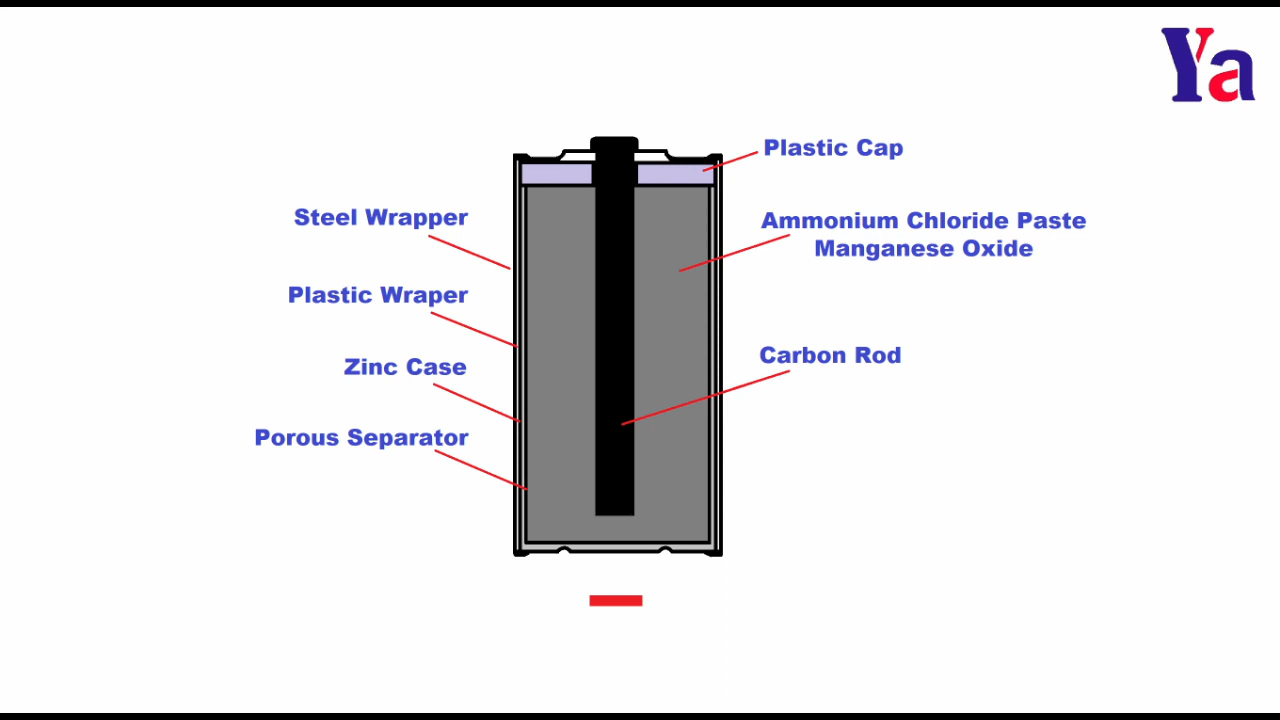 Ya
Plastic Cap
Steel Wrapper
Ammonium Chloride Paste
Manganese Oxide
Plastic Wraper
Carbon Rod
Zinc Case
Porous Separator